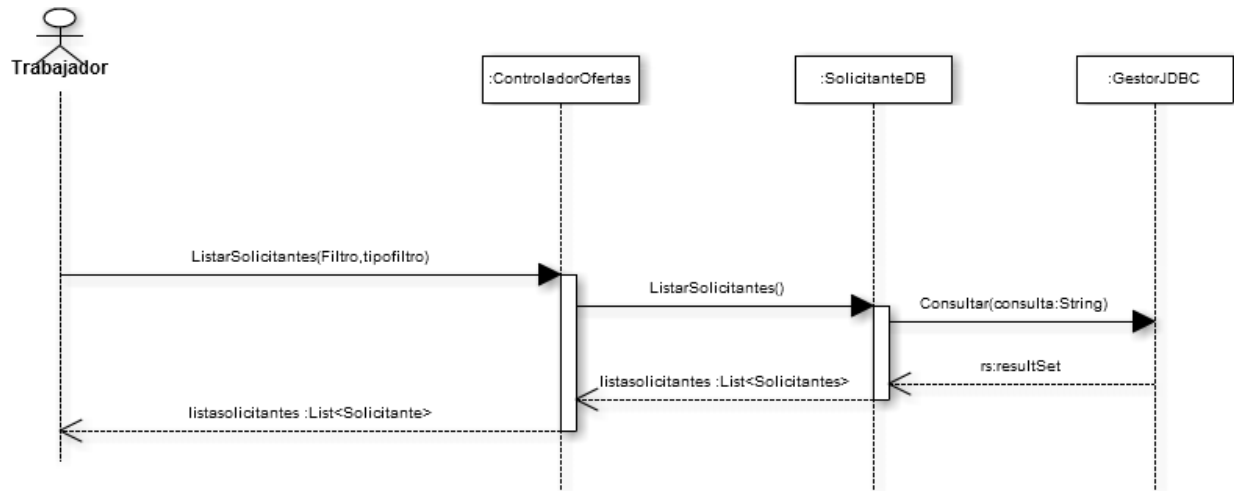 Trabajador
:ControladorOfertas
:SolicitanteDB
:GestorJDBC
ListarSolicitantes(Filtro,tipofiltro)
ListarSolicitantes()
Consultar(consulta:String)
rs:resultSet
listasolicitantes :List<Solicitantes>
listasolicitantes :List<Solicitante>